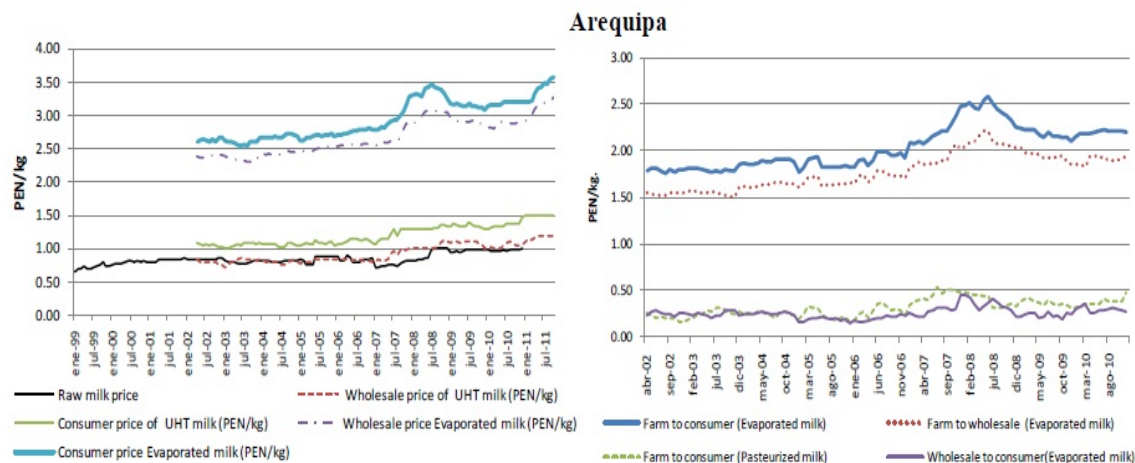 Arequipa
4.00
3.50
3.00
2.50
2.00
1.50
1.00
0.50
0.00
PEN/kg
ene-99
jul-99
ene-00
jul-00
ene-01
jul-01
ene-02
jul-02
ene-03
jul-03
ene-04
jul-04
ene-05
jul-05
ene-06
jul-06
ene-07
jul-07
ene-08
jul-08
ene-09
jul-09
ene-10
jul-10
ene-11
jul-11
Raw milk price
Wholesale price of UHT milk (PEN/kg)
Consumer price of UHT milk (PEN/kg)
Wholesale price Evaporated milk (PEN/kg)
Consumer price Evaporated milk (PEN/kg)
3.00
2.50
2.00
1.50
1.00
0.50
0.00
PEN/kg.
abr-02
sep-02
feb-03
jul-03
dic-03
may-04
oct-04
mar-05
ago-05
ene-06
jun-06
nov-06
abr-07
sep-07
feb-08
jul-08
dic-08
may-09
oct-09
mar-10
ago-10
Farm to consumer (Evaporated milk)
Farm to wholesale (Evaporated milk)
Farm to consumer (Pasteurized milk)
Wholesale to consumer(Evaporated milk)